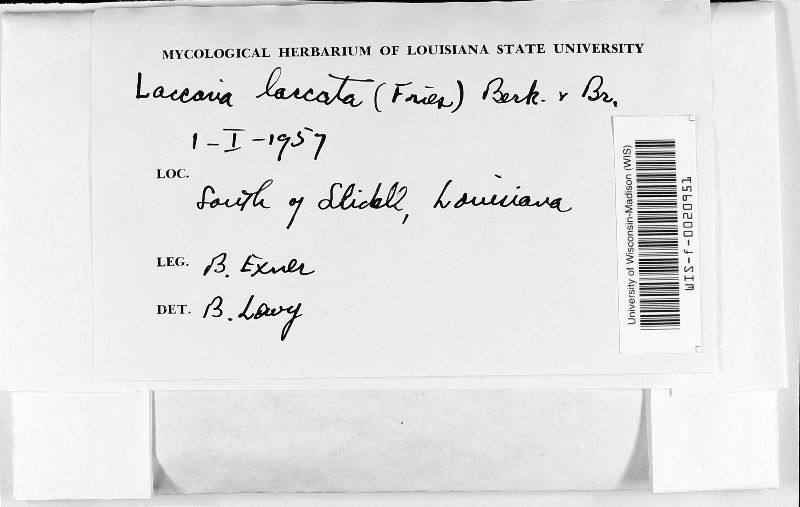 MYCOLOGICAL HERBARIUM OF LOUISIANA STATE UNIVERSITY
Laccaria laccata (Fries) Berk. & Br.
1-I-1957
LOC.
South of Slidell, Louisiana
LEG. B. Exner
DET. B. Lowy
University of Wisconsin-Madison (WIS)
WIS-f-0020951